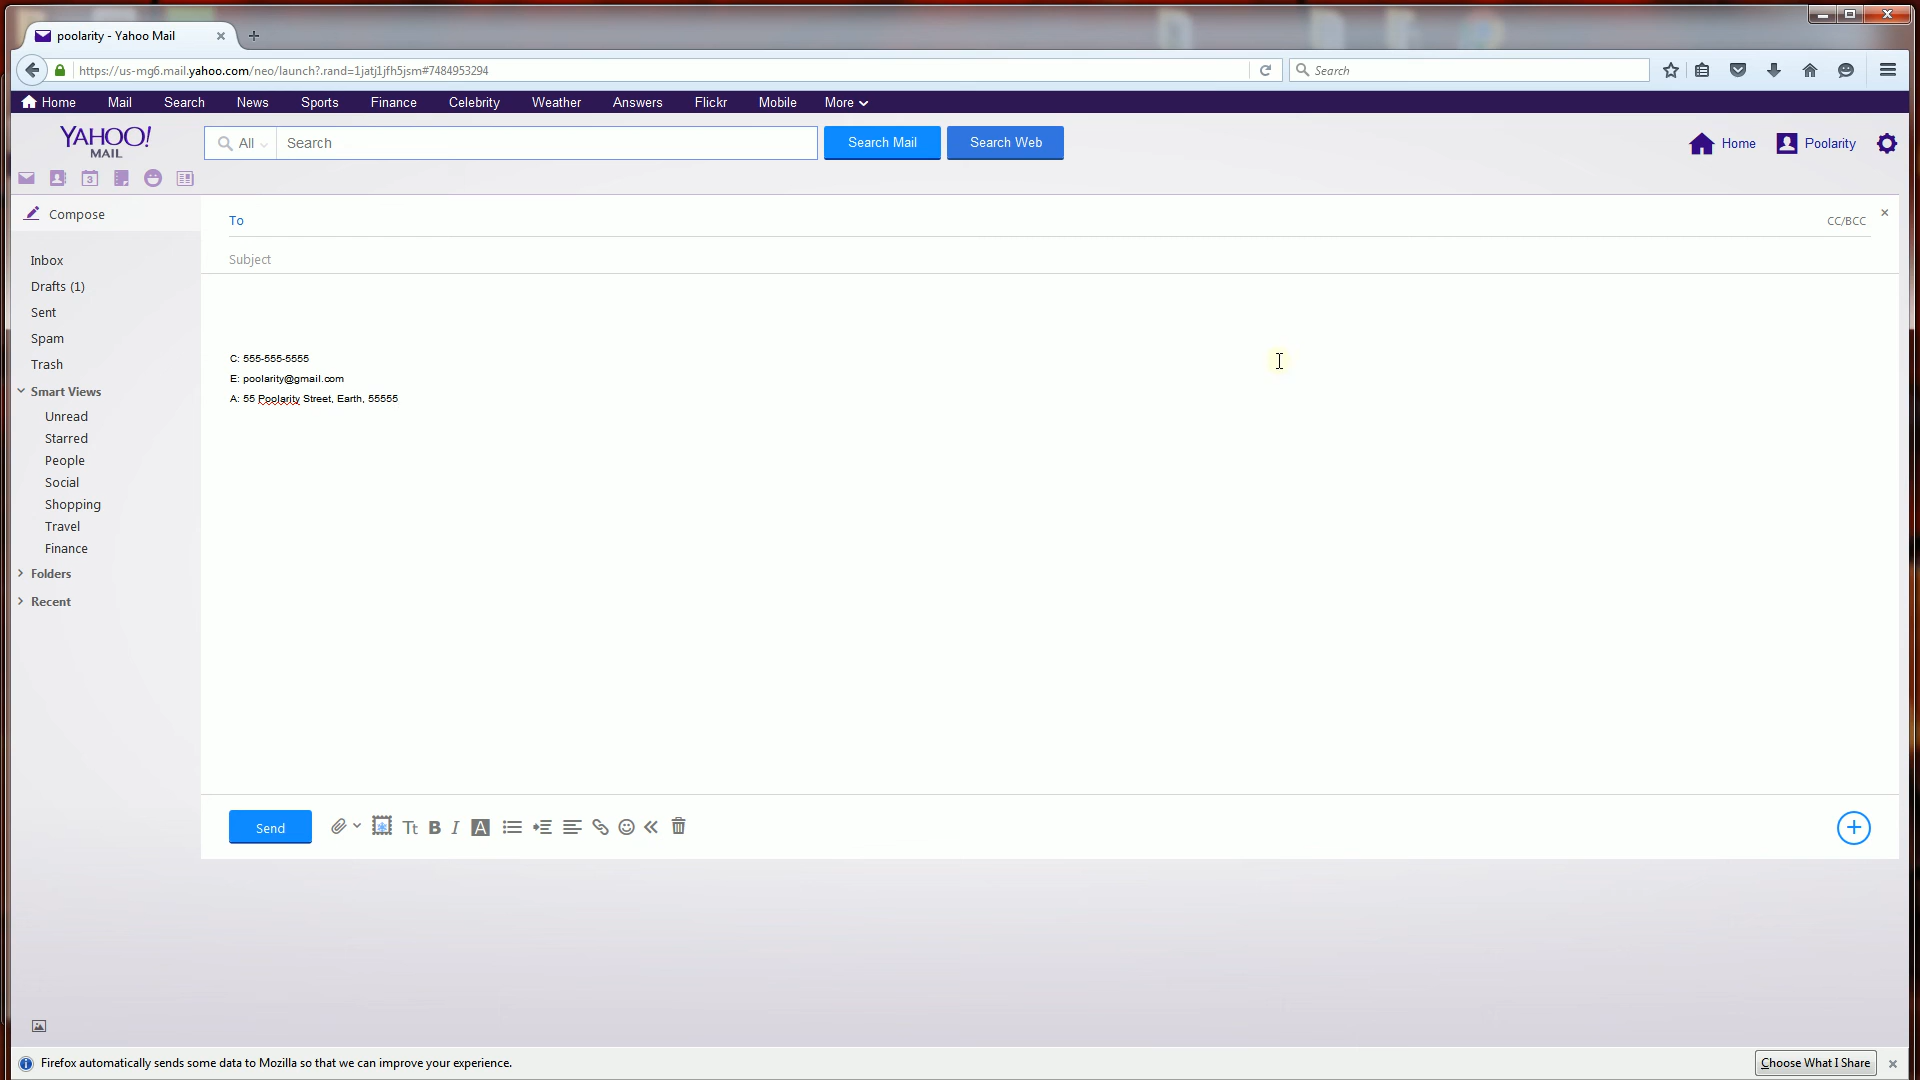 poolarity - Yahoo Mail
https://us-mg6.mail.yahoo.com/neo/launch?.rand=1jatj1jfh5jsm#7484953294
Search
Home Mail Search News Sports Finance Celebrity Weather Answers Flickr Mobile More
YAHOO!
MAIL
All Search Search Mail Search Web Home Poolarity
3
Compose
To CC/BCC
Subject
Inbox
Drafts (1)
Sent
Spam
Trash
Smart Views
Unread
Starred
People
Social
Shopping
Travel
Finance
Folders
Recent
C: 555-555-5555
E: poolarity@gmail.com
A: 55 Poolarity Street, Earth, 55555
Send Tt B I A
Firefox automatically sends some data to Mozilla so that we can improve your experience. Choose What I Share